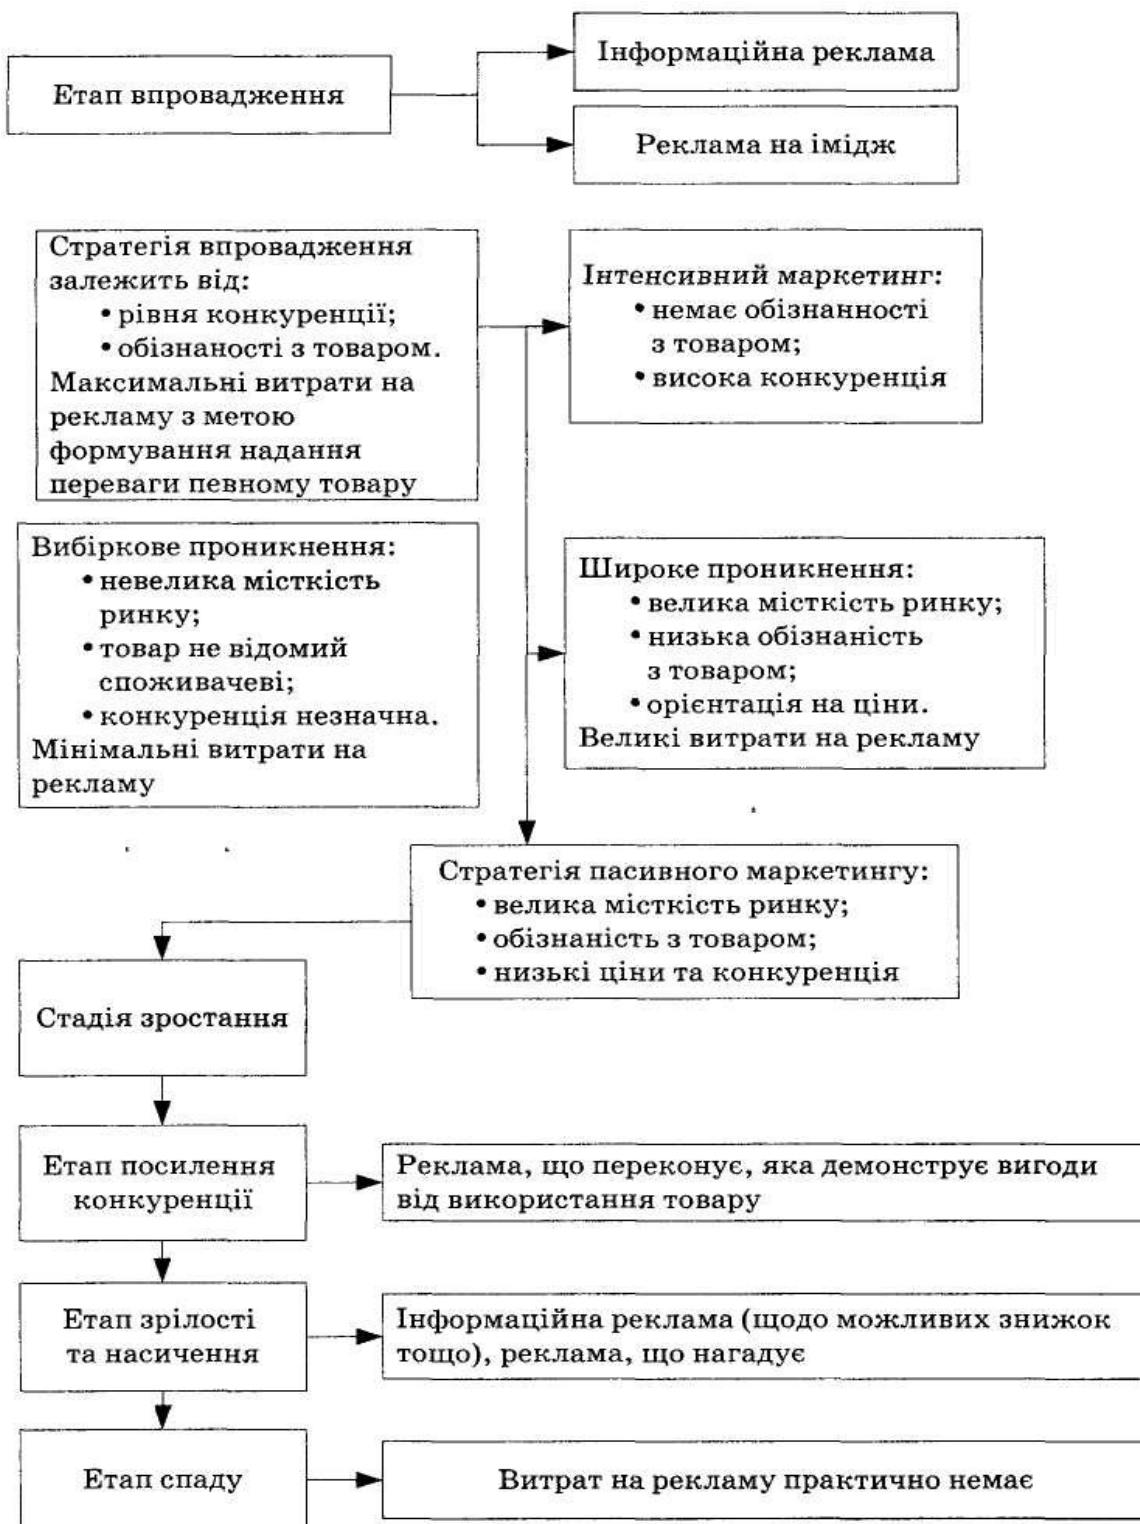 Етап впровадження
Інформаційна реклама
Реклама на імідж
Стратегія впровадження
залежить від:
• рівня конкуренції;
• обізнаності з товаром.
Максимальні витрати на
рекламу з метою
формування надання
переваги певному товару
Інтенсивний маркетинг:
• немає обізнанності
з товаром;
• висока конкуренція
Вибіркове проникнення:
• невелика місткість
ринку;
• товар не відомий
споживачеві;
• конкуренція незначна.
Мінімальні витрати на
рекламу
Широке проникнення:
• велика місткість ринку;
• низька обізнаність
з товаром;
• орієнтація на ціни.
Великі витрати на рекламу
Стратегія пасивного маркетингу:
• велика місткість ринку;
• обізнаність з товаром;
• низькі ціни та конкуренція
Стадія зростання
Етап посилення
конкуренції
Реклама, що переконує, яка демонструє вигоди
від використання товару
Етап зрілості
та насичення
Інформаційна реклама (щодо можливих знижок
тощо), реклама, що нагадує
Етап спаду
Витрат на рекламу практично немає